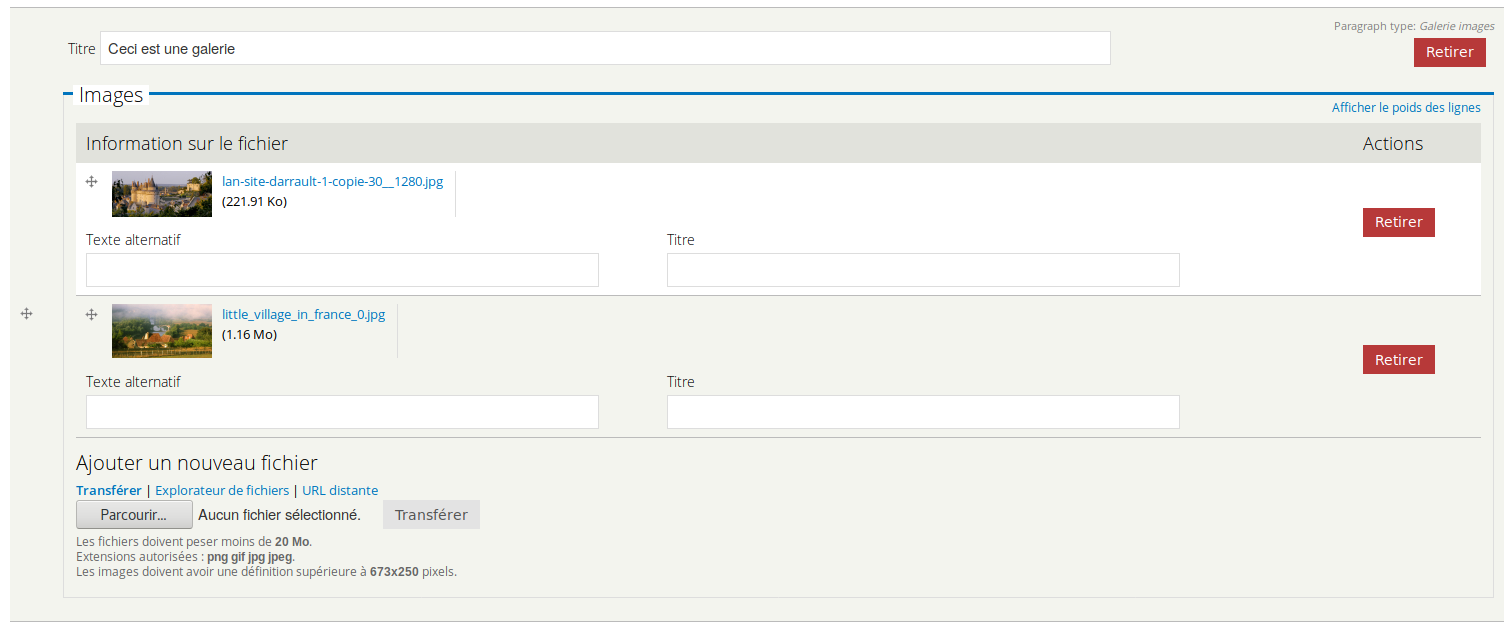 Paragraph type: Galerie images
Titre Ceci est une galerie
Retirer
Images
Afficher le poids des lignes
Information sur le fichier Actions
lan-site-darrault-1-copie-30__1280.jpg
(221.91 Ko)
Retirer
Texte alternatif Titre
little_village_in_france_0.jpg
(1.16 Mo)
Retirer
Texte alternatif Titre
Ajouter un nouveau fichier
Transférer | Explorateur de fichiers | URL distante
Parcourir... Aucun fichier sélectionné. Transférer
Les fichiers doivent peser moins de 20 Mo.
Extensions autorisées : png gif jpg jpeg.
Les images doivent avoir une définition supérieure à 673x250 pixels.